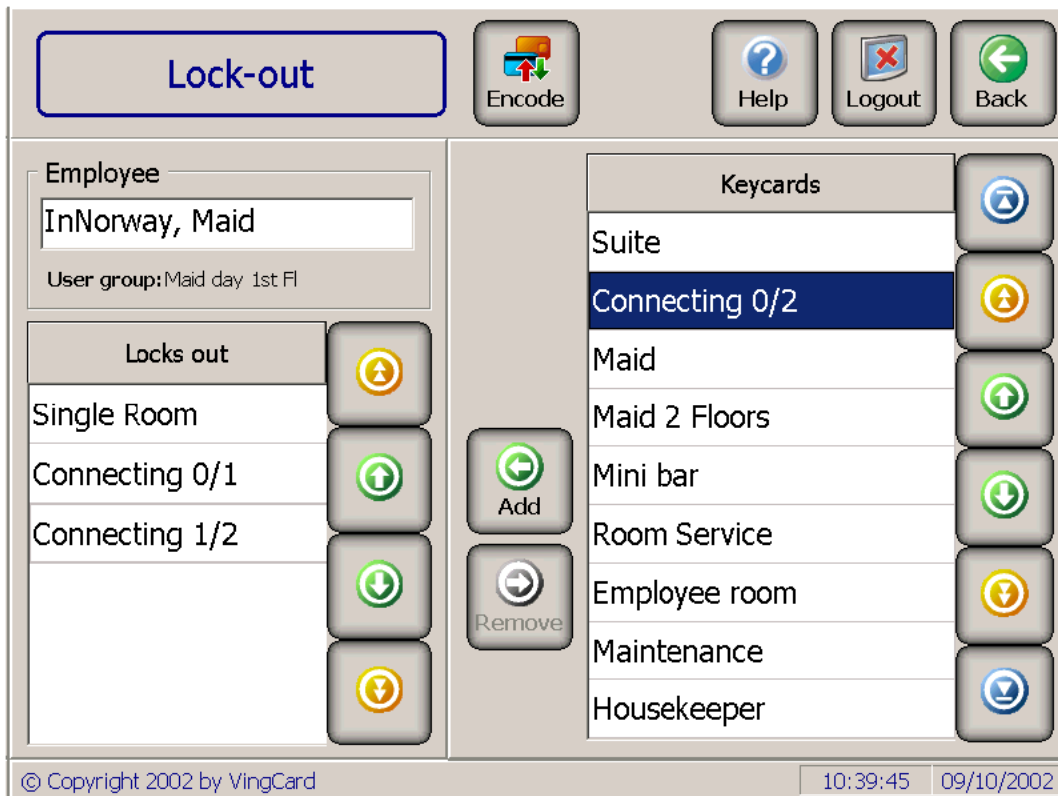 Lock-out
Encode
Help
Logout
Back
Employee
InNorway, Maid
User group: Maid day 1st Fl
Locks out
Single Room
Connecting 0/1
Connecting 1/2
Add
Remove
Keycards
Suite
Connecting 0/2
Maid
Maid 2 Floors
Mini bar
Room Service
Employee room
Maintenance
Housekeeper
© Copyright 2002 by VingCard
10:39:45
09/10/2002